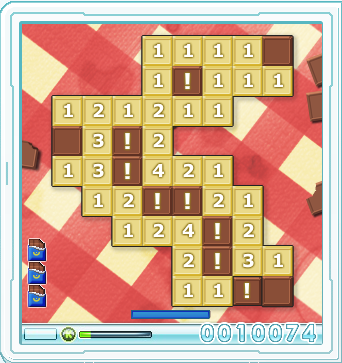 1 1 1 1
1 ! 1 1 1
1 2 1 2 1 1
3 ! 2
1 3 ! 4 2 1
1 2 ! ! 2 1
1 2 4 ! 2
2 ! 3 1
1 1 !
0010074